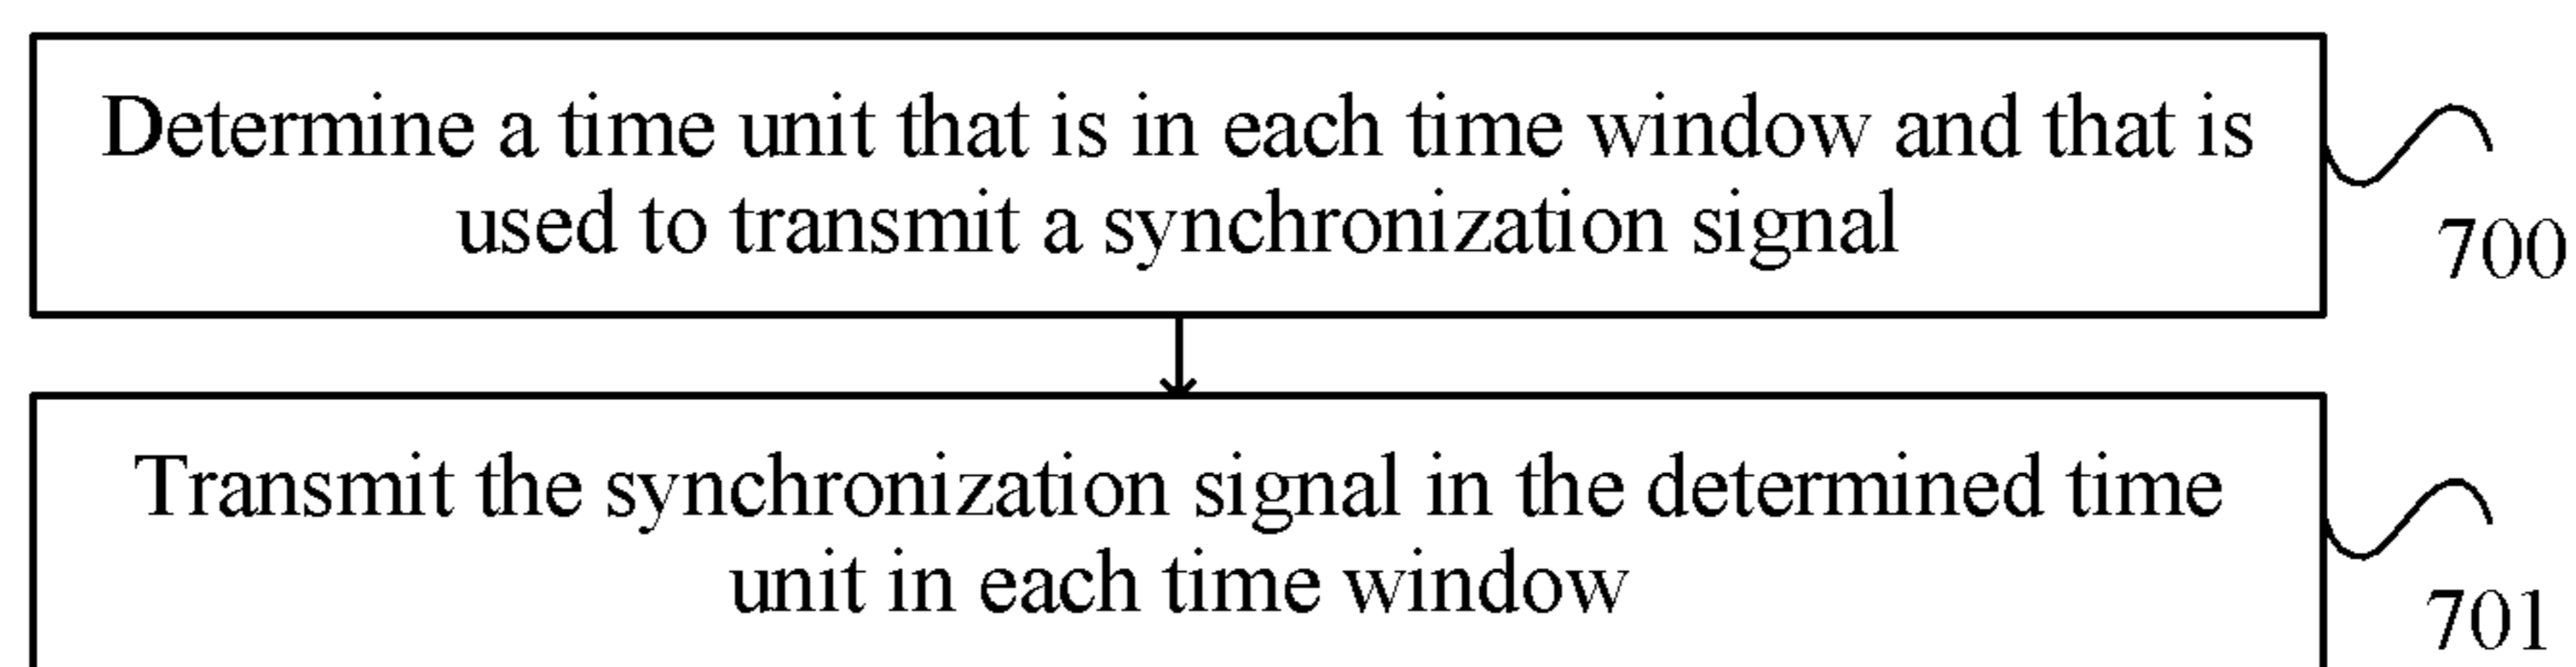 Determine a time unit that is in each time window and that is
used to transmit a synchronization signal
700
Transmit the synchronization signal in the determined time
unit in each time window
701